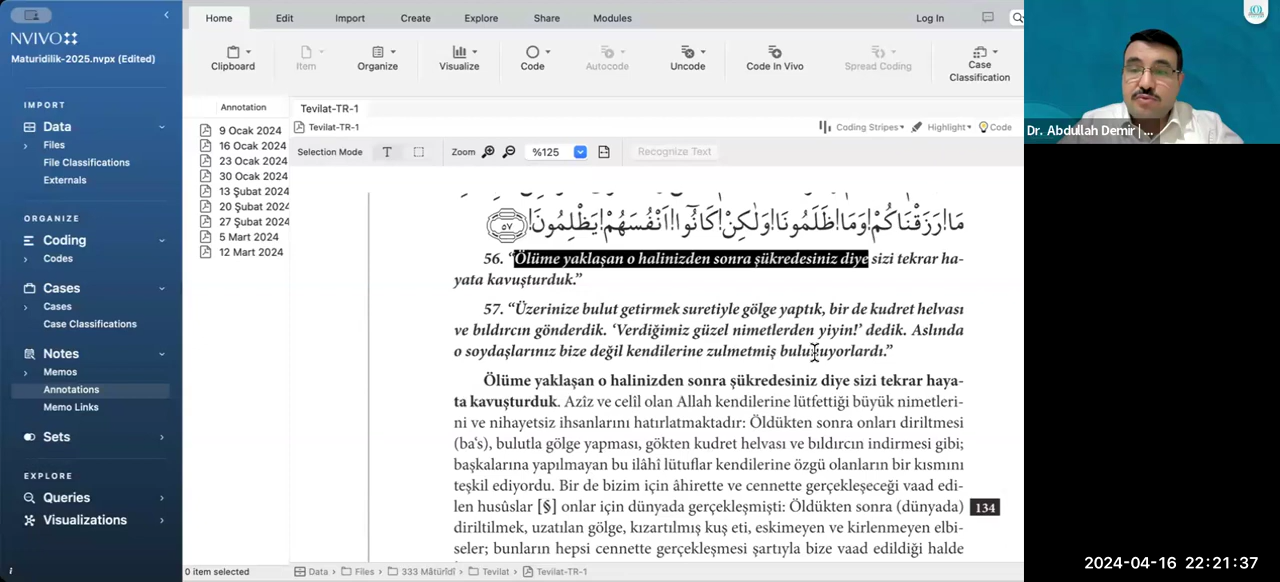 NVIVO
Maturidilik-2025.nvpx (Edited)
IMPORT
Data
Files
File Classifications
Externals
ORGANIZE
Coding
Codes
Cases
Cases
Case Classifications
Notes
Memos
Annotations
Memo Links
Sets
EXPLORE
Queries
Visualizations
Home Edit Import Create Explore Share Modules Log In
Clipboard Item Organize Visualize Code Autocode Uncode Code In Vivo Spread Coding Case Classification
Annotation
9 Ocak 2024
16 Ocak 2024
23 Ocak 2024
30 Ocak 2024
13 Şubat 2024
20 Şubat 2024
27 Şubat 2024
5 Mart 2024
12 Mart 2024
Tevilat-TR-1
Tevilat-TR-1 Coding Stripes Highlight Code
Selection Mode T Zoom %125 Recognize Text
مَا رَزَقْنَاكُمْ وَمَا ظَلَمُونَا وَلٰكِنْ كَانُٓوا اَنْفُسَهُمْ يَظْلِمُونَ ﴿٥٧﴾
56. “Ölüme yaklaşan o halinizden sonra şükredesiniz diye sizi tekrar ha-
yata kavuşturduk.”
57. “Üzerinize bulut getirmek suretiyle gölge yaptık, bir de kudret helvası
ve bıldırcın gönderdik. ‘Verdiğimiz güzel nimetlerden yiyin!’ dedik. Aslında
o soydaşlarınız bize değil kendilerine zulmetmiş bulunuyorlardı.”
Ölüme yaklaşan o halinizden sonra şükredesiniz diye sizi tekrar haya-
ta kavuşturduk. Azîz ve celîl olan Allah kendilerine lütfettiği büyük nimetleri-
ni ve nihayetsiz ihsanlarını hatırlatmaktadır: Öldükten sonra onları diriltmesi
(ba's), bulutla gölge yapması, gökten kudret helvası ve bıldırcın indirmesi gibi;
başkalarına yapılmayan bu ilâhî lütuflar kendilerine özgü olanların bir kısmını
teşkil ediyordu. Bir de bizim için âhirette ve cennette gerçekleşeceği vaad edi-
len husûslar [§] onlar için dünyada gerçekleşmişti: Öldükten sonra (dünyada) 134
diriltilmek, uzatılan gölge, kızartılmış kuş eti, eskimeyen ve kirlenmeyen elbi-
seler; bunların hepsi cennette gerçekleşmesi şartıyla bize vaad edildiği halde
0 item selected Data › Files › 333 Mâtürîdî › Tevilat › Tevilat-TR-1
Dr. Abdullah Demir | ...
2024-04-16 22:21:37